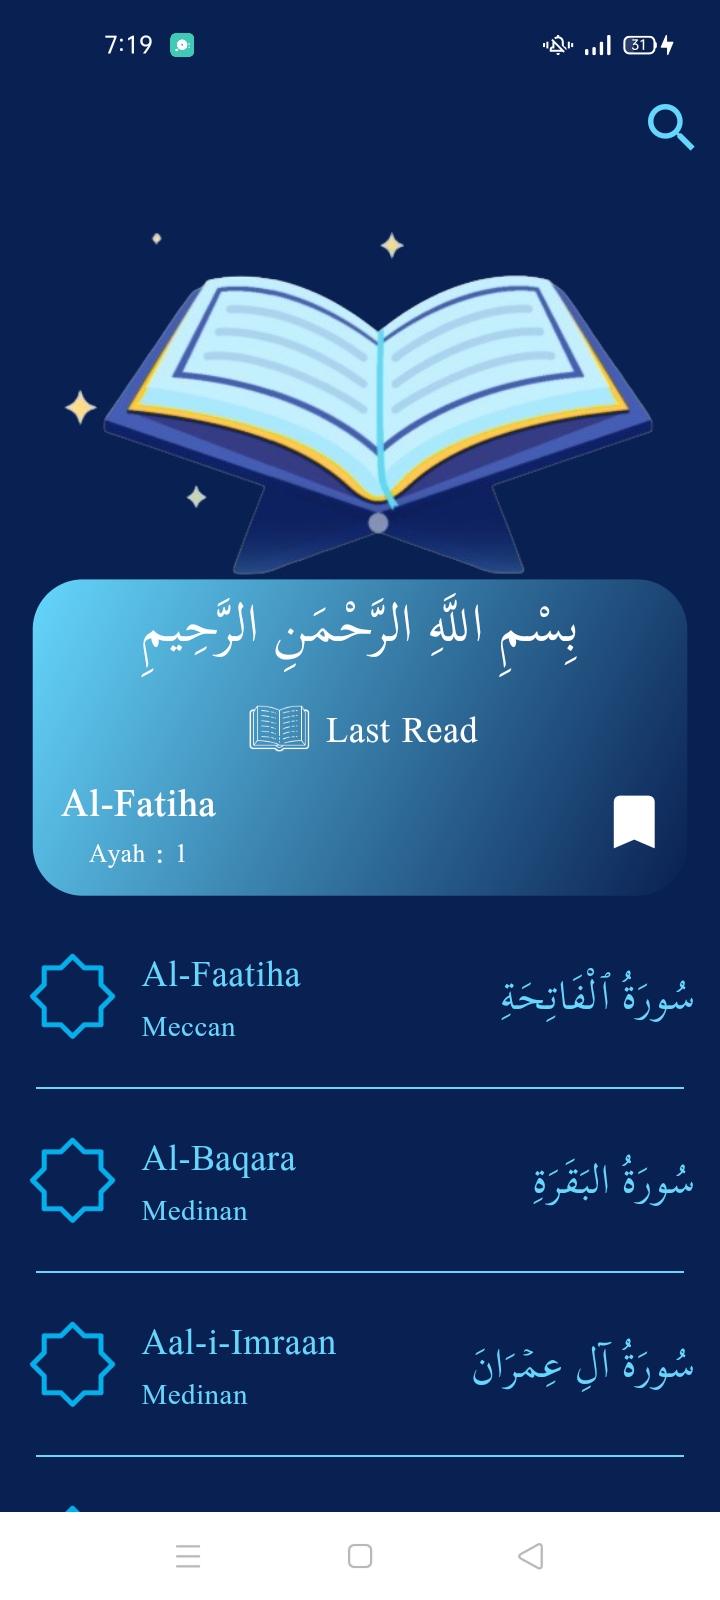 7:19
31
بِسْمِ اللَّهِ الرَّحْمَنِ الرَّحِيمِ
Last Read
Al-Fatiha
Ayah : 1
Al-Faatiha
سُورَةُ ٱلْفَاتِحَةِ
Meccan
Al-Baqara
سُورَةُ البَقَرَةِ
Medinan
Aal-i-Imraan
سُورَةُ آلِ عِمۡرَانَ
Medinan